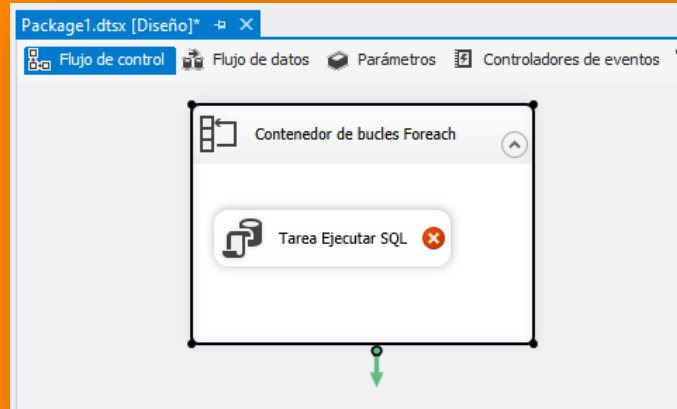 Package1.dtsx [Diseño]*
Flujo de control Flujo de datos Parámetros Controladores de eventos
Contenedor de bucles Foreach
Tarea Ejecutar SQL